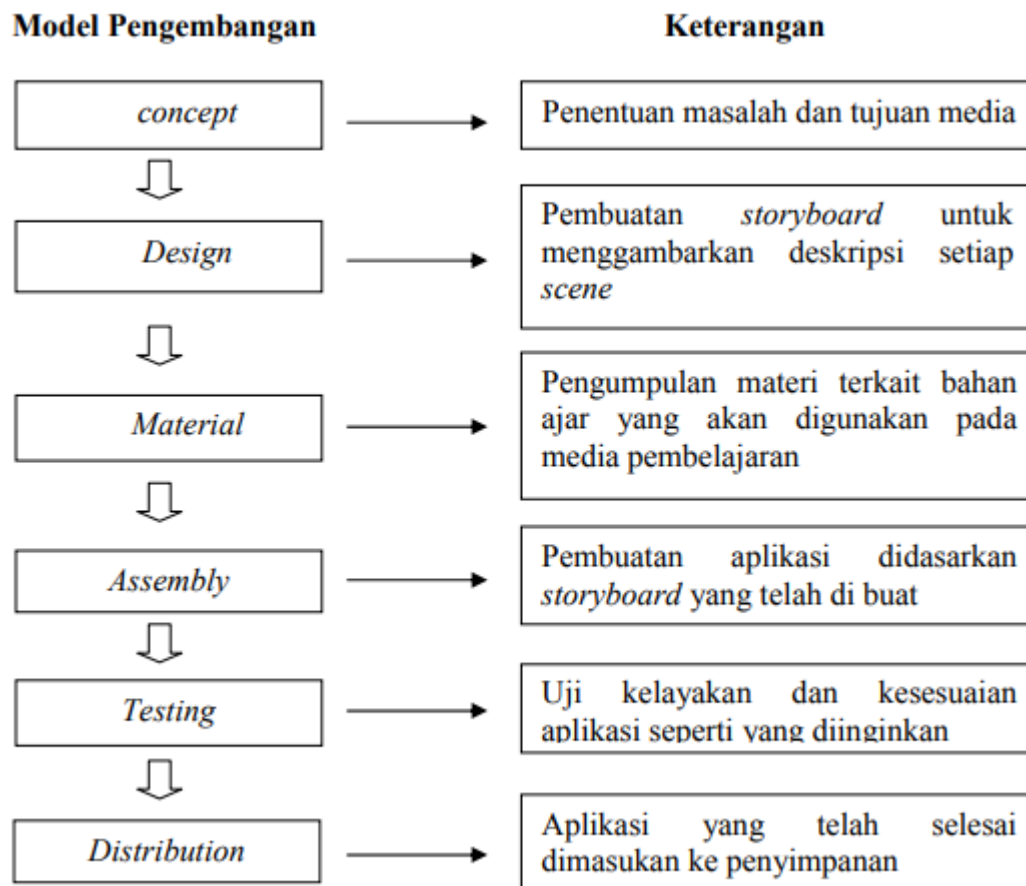 Model Pengembangan
Keterangan
concept
Penentuan masalah dan tujuan media
Design
Pembuatan storyboard untuk
menggambarkan deskripsi setiap
scene
Material
Pengumpulan materi terkait bahan
ajar yang akan digunakan pada
media pembelajaran
Assembly
Pembuatan aplikasi didasarkan
storyboard yang telah di buat
Testing
Uji kelayakan dan kesesuaian
aplikasi seperti yang diinginkan
Distribution
Aplikasi yang telah selesai
dimasukan ke penyimpanan